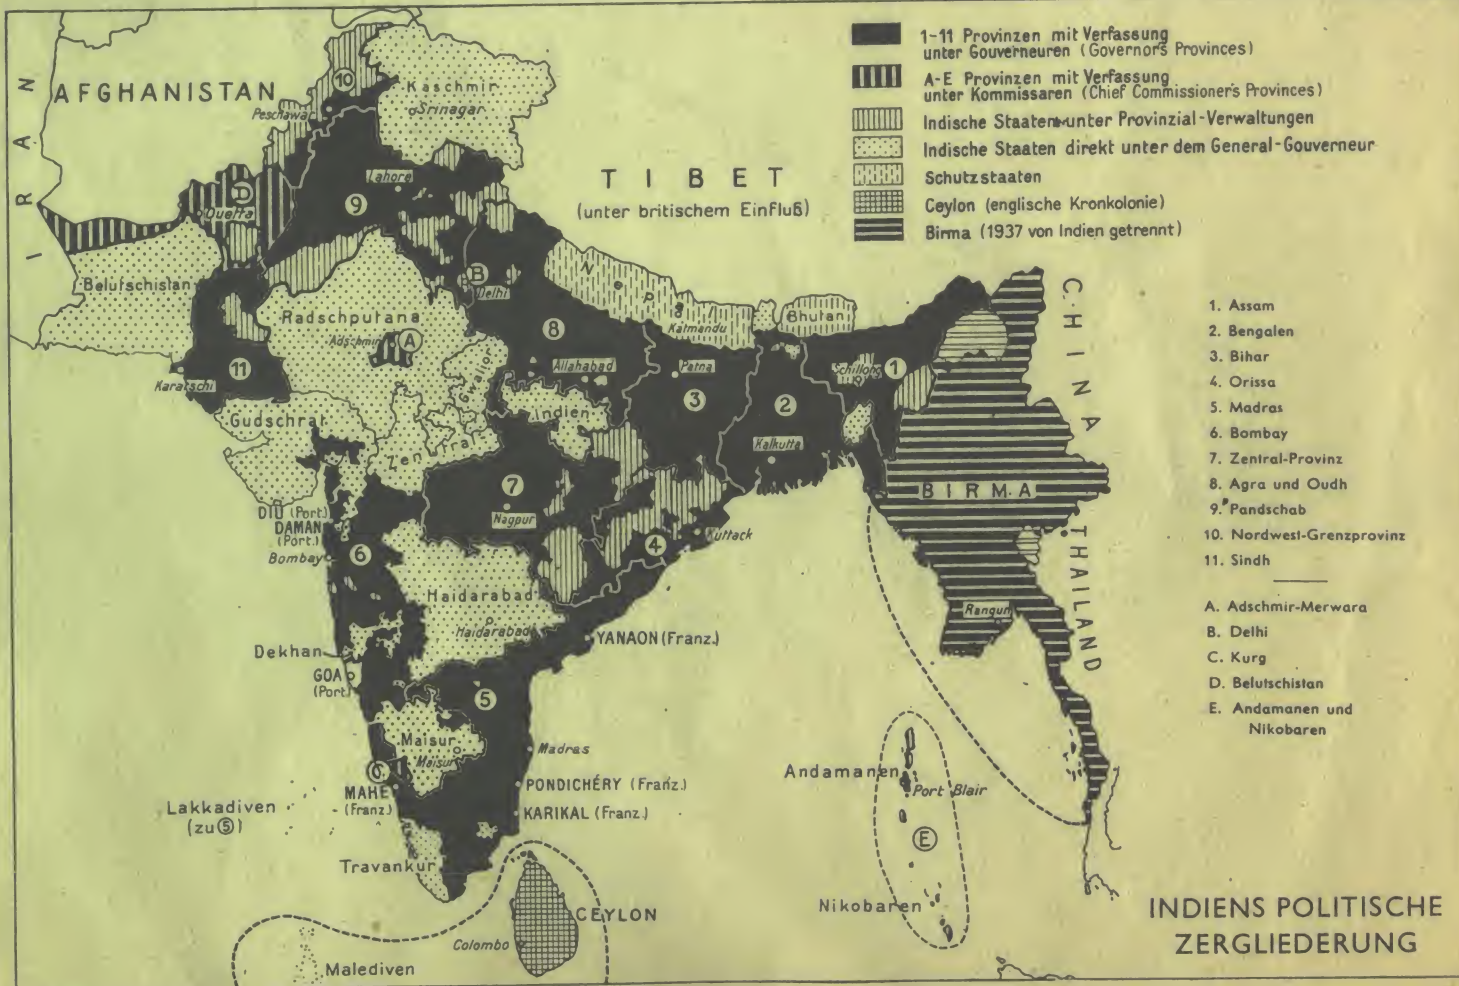 1-11 Provinzen mit Verfassung
unter Gouverneuren (Governor's Provinces)
A-E Provinzen mit Verfassung
unter Kommissaren (Chief Commissioner's Provinces)
Indische Staaten unter Provinzial-Verwaltungen
Indische Staaten direkt unter dem General-Gouverneur
Schutzstaaten
Ceylon (englische Kronkolonie)
Birma (1937 von Indien getrennt)
IRAN
AFGHANISTAN
10
Peschawar
Kaschmir
Srinagar
TIBET
(unter britischem Einfluß)
D
Quetta
Lahore
9
Belutschistan
B
Delhi
Nepal
Katmandu
Bhutan
CHINA
Radschputana
Adschmir
A
8
Allahabad
Gwalior
Patna
Schillong
1
11
Karatschi
Gudschrat
Zentral
Indien
3
2
Kalkutta
7
Nagpur
BIRMA
THAILAND
DIU (Port.)
DAMAN
(Port.)
Bombay
6
4
Kuttack
Haidarabad
Haidarabad
Rangun
YANAON (Franz.)
Dekhan
GOA
(Port.)
5
Maisur
Maisur
Madras
C
MAHÉ
(Franz.)
PONDICHÉRY (Franz.)
KARIKAL (Franz.)
Lakkadiven
(zu 5)
Travankur
CEYLON
Colombo
Malediven
Andamanen
Port Blair
E
Nikobaren
1. Assam
2. Bengalen
3. Bihar
4. Orissa
5. Madras
6. Bombay
7. Zentral-Provinz
8. Agra und Oudh
9. Pandschab
10. Nordwest-Grenzprovinz
11. Sindh
A. Adschmir-Merwara
B. Delhi
C. Kurg
D. Belutschistan
E. Andamanen und
Nikobaren
INDIENS POLITISCHE
ZERGLIEDERUNG